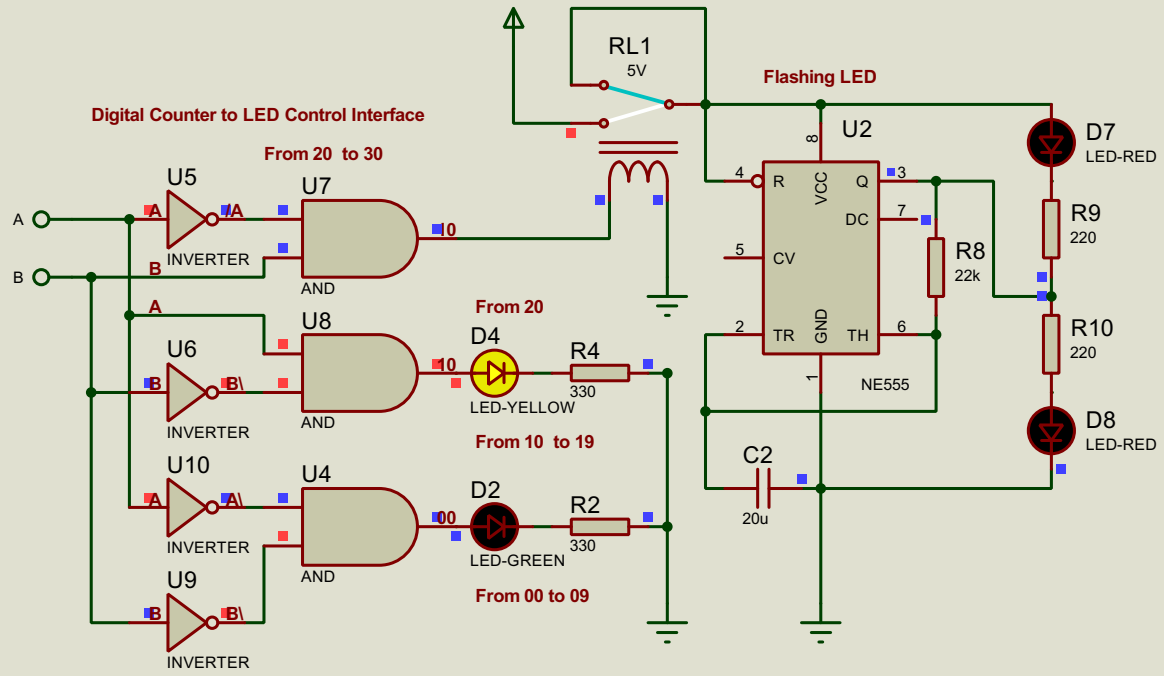 RL1
5V
Flashing LED
Digital Counter to LED Control Interface
From 20 to 30
U5
A
/A
INVERTER
U7
10
AND
A
B
B
A
From 20
U8
10
AND
U6
B
B\
INVERTER
D4
LED-YELLOW
R4
330
From 10 to 19
U10
A
A\
INVERTER
U4
00
AND
D2
LED-GREEN
R2
330
From 00 to 09
U9
B
B\
INVERTER
U2
8
VCC
4
R
Q
3
DC
7
5
CV
2
TR
GND
TH
6
1
NE555
R8
22k
C2
20u
D7
LED-RED
R9
220
R10
220
D8
LED-RED